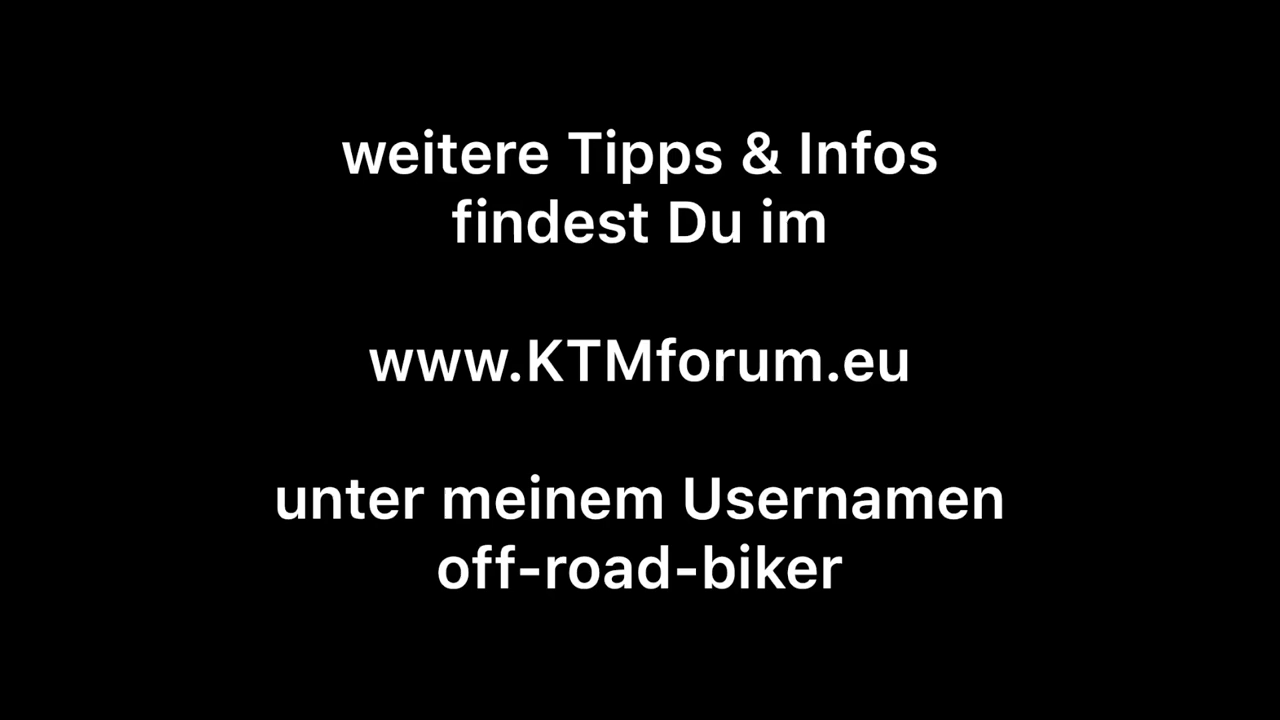 weitere Tipps & Infos
findest Du im
www.KTMforum.eu
unter meinem Usernamen
off-road-biker